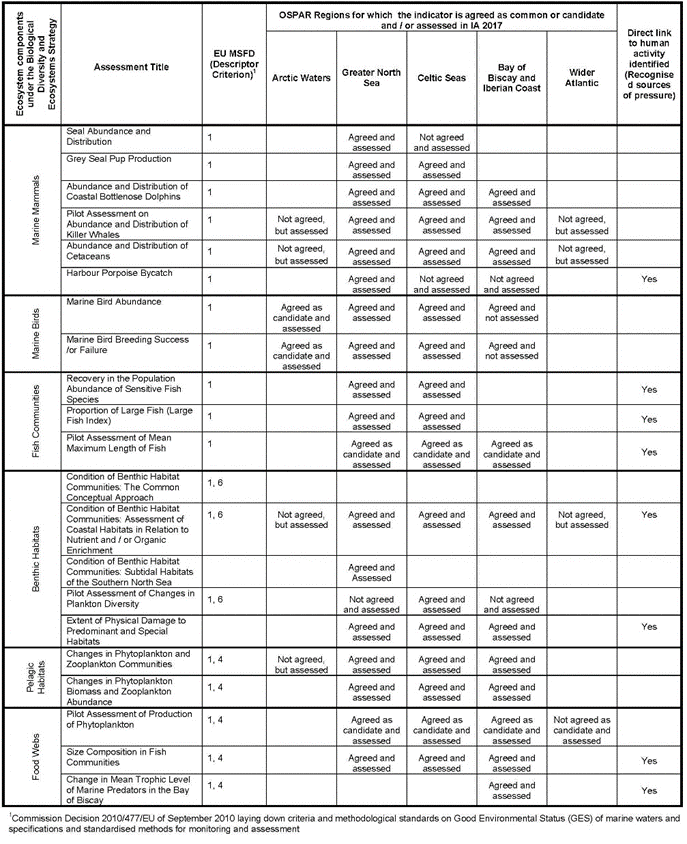 Ecosystem components
under the Biological
Diversity and
Ecosystems Strategy
Assessment Title
EU MSFD
(Descriptor
Criterion)1
OSPAR Regions for which the indicator is agreed as common or candidate
and / or assessed in IA 2017
Arctic Waters
Greater North
Sea
Celtic Seas
Bay of
Biscay and
Iberian Coast
Wider
Atlantic
Direct link
to human
activity
identified
(Recognise
d sources
of pressure)
Marine Mammals
Seal Abundance and
Distribution
1
Agreed and
assessed
Not agreed
and assessed
Grey Seal Pup Production
1
Agreed and
assessed
Agreed and
assessed
Abundance and Distribution of
Coastal Bottlenose Dolphins
1
Agreed and
assessed
Agreed and
assessed
Agreed and
assessed
Pilot Assessment on
Abundance and Distribution of
Killer Whales
1
Not agreed,
but assessed
Agreed and
assessed
Agreed and
assessed
Agreed and
assessed
Not agreed,
but assessed
Abundance and Distribution of
Cetaceans
1
Not agreed,
but assessed
Agreed and
assessed
Agreed and
assessed
Agreed and
assessed
Not agreed,
but assessed
Harbour Porpoise Bycatch
1
Agreed and
assessed
Not agreed
and assessed
Not agreed
and assessed
Yes
Marine Birds
Marine Bird Abundance
1
Agreed as
candidate and
assessed
Agreed and
assessed
Agreed and
assessed
Agreed and
not assessed
Marine Bird Breeding Success
/or Failure
1
Agreed as
candidate and
assessed
Agreed and
assessed
Agreed and
assessed
Agreed and
not assessed
Fish Communities
Recovery in the Population
Abundance of Sensitive Fish
Species
1
Agreed and
assessed
Agreed and
assessed
Yes
Proportion of Large Fish (Large
Fish Index)
1
Agreed and
assessed
Agreed and
assessed
Yes
Pilot Assessment of Mean
Maximum Length of Fish
1
Agreed as
candidate and
assessed
Agreed as
candidate and
assessed
Agreed as
candidate and
assessed
Yes
Benthic Habitats
Condition of Benthic Habitat
Communities: The Common
Conceptual Approach
1, 6
Condition of Benthic Habitat
Communities: Assessment of
Coastal Habitats in Relation to
Nutrient and / or Organic
Enrichment
1, 6
Not agreed,
but assessed
Agreed and
assessed
Agreed and
assessed
Agreed and
assessed
Not agreed,
but assessed
Yes
Condition of Benthic Habitat
Communities: Subtidal Habitats
of the Southern North Sea
Agreed and
Assessed
Pilot Assessment of Changes in
Plankton Diversity
1, 6
Not agreed
and assessed
Agreed and
assessed
Not agreed
and assessed
Extent of Physical Damage to
Predominant and Special
Habitats
Agreed and
assessed
Agreed and
assessed
Agreed and
assessed
Yes
Pelagic
Habitats
Changes in Phytoplankton and
Zooplankton Communities
1, 4
Not agreed,
but assessed
Agreed and
assessed
Agreed and
assessed
Agreed and
assessed
Changes in Phytoplankton
Biomass and Zooplankton
Abundance
1, 4
Agreed and
assessed
Agreed and
assessed
Agreed and
assessed
Food Webs
Pilot Assessment of Production
of Phytoplankton
1, 4
Agreed as
candidate and
assessed
Agreed as
candidate and
assessed
Agreed as
candidate and
assessed
Not agreed as
candidate and
assessed
Size Composition in Fish
Communities
1, 4
Agreed and
assessed
Agreed and
assessed
Agreed and
assessed
Yes
Change in Mean Trophic Level
of Marine Predators in the Bay
of Biscay
1, 4
Agreed and
assessed
Yes
1Commission Decision 2010/477/EU of September 2010 laying down criteria and methodological standards on Good Environmental Status (GES) of marine waters and
specifications and standardised methods for monitoring and assessment